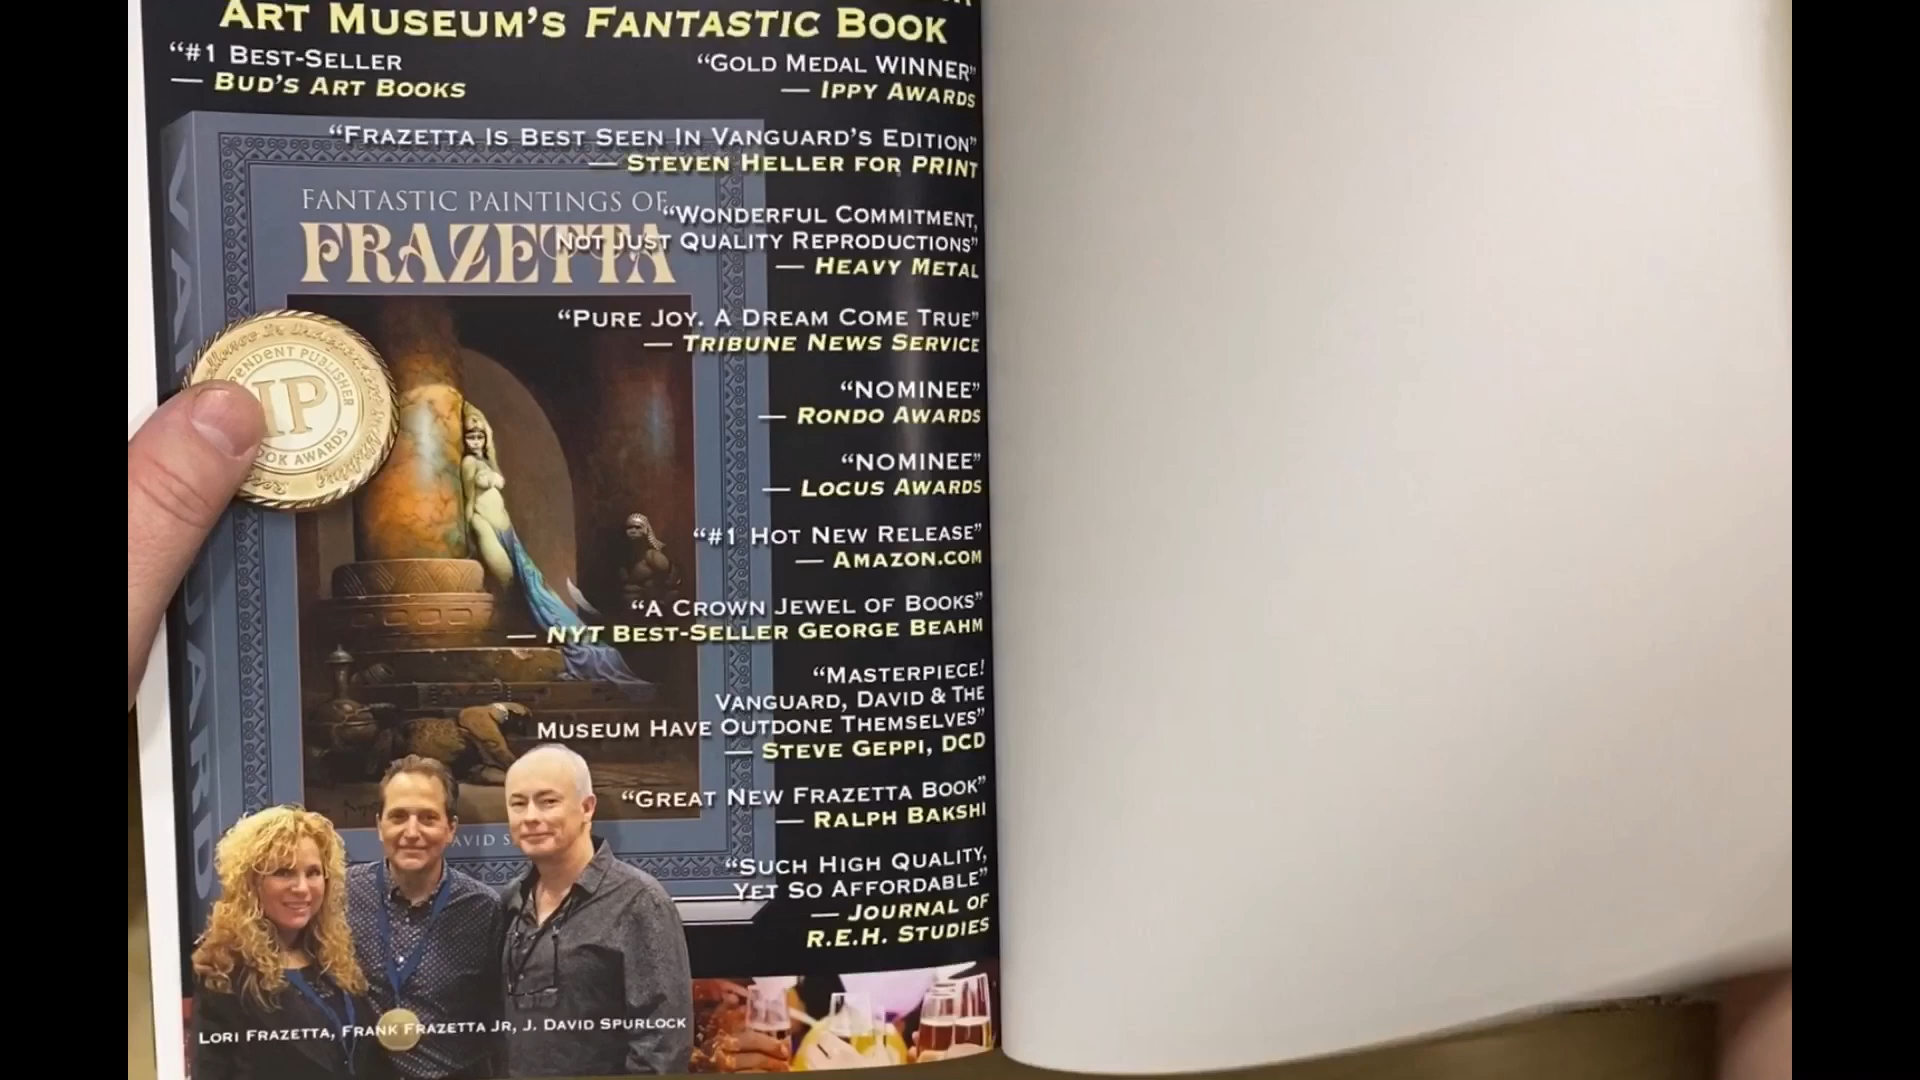 ART MUSEUM'S FANTASTIC BOOK
“#1 BEST-SELLER
— BUD'S ART BOOKS
“GOLD MEDAL WINNER”
— IPPY AWARDS
“FRAZETTA IS BEST SEEN IN VANGUARD'S EDITION”
— STEVEN HELLER FOR PRINT
FANTASTIC PAINTINGS OF
FRAZETTA
“WONDERFUL COMMITMENT,
NOT JUST QUALITY REPRODUCTIONS”
— HEAVY METAL
“PURE JOY. A DREAM COME TRUE”
— TRIBUNE NEWS SERVICE
PUBLISHER
IP
AWARDS
“NOMINEE”
— RONDO AWARDS
“NOMINEE”
— LOCUS AWARDS
“#1 HOT NEW RELEASE”
— AMAZON.COM
“A CROWN JEWEL OF BOOKS”
— NYT BEST-SELLER GEORGE BEAHM
“MASTERPIECE!
VANGUARD, DAVID & THE
MUSEUM HAVE OUTDONE THEMSELVES”
— STEVE GEPPI, DCD
“GREAT NEW FRAZETTA BOOK”
— RALPH BAKSHI
“SUCH HIGH QUALITY,
YET SO AFFORDABLE”
— JOURNAL OF
R.E.H. STUDIES
LORI FRAZETTA, FRANK FRAZETTA JR, J. DAVID SPURLOCK